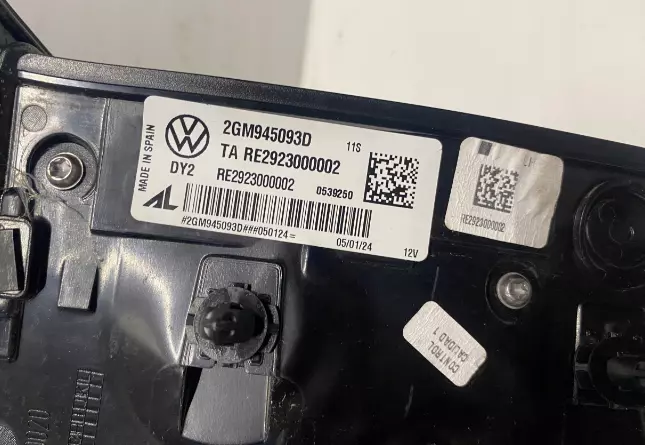 MADE IN SPAIN
2GM945093D
11S
TA RE2923000002
DY2
RE2923000002
0539250
AL
#2GM945093D###050124=
05/01/24
12V
RE2923000002
CONTROL
CALIDAD 1